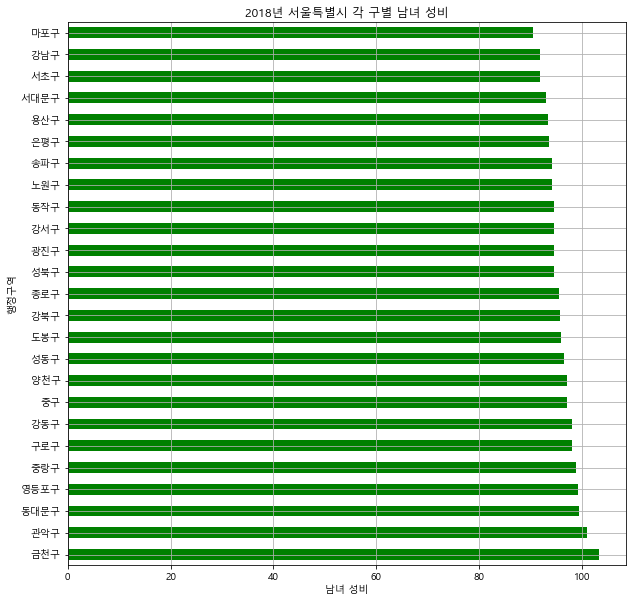 2018년 서울특별시 각 구별 남녀 성비
마포구
강남구
서초구
서대문구
용산구
은평구
송파구
노원구
동작구
강서구
광진구
성북구
종로구
강북구
도봉구
성동구
양천구
중구
강동구
구로구
중랑구
영등포구
동대문구
관악구
금천구
행정구역
0 20 40 60 80 100
남녀 성비